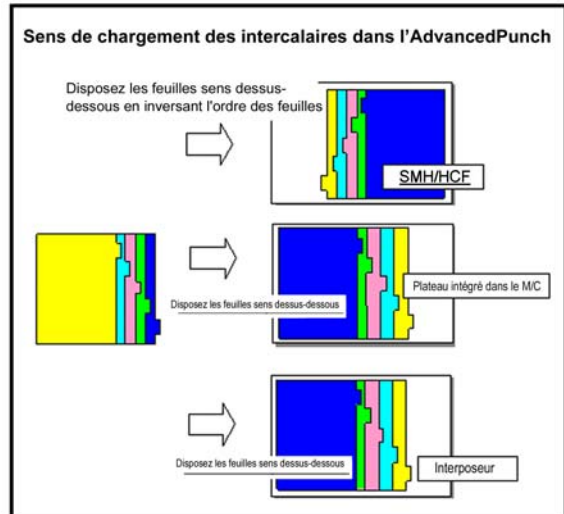 Sens de chargement des intercalaires dans l'AdvancedPunch
Disposez les feuilles sens dessus-
dessous en inversant l'ordre des feuilles
SMH/HCF
Plateau intégré dans le M/C
Disposez les feuilles sens dessus-dessous
Disposez les feuilles sens dessus-dessous
Interposeur